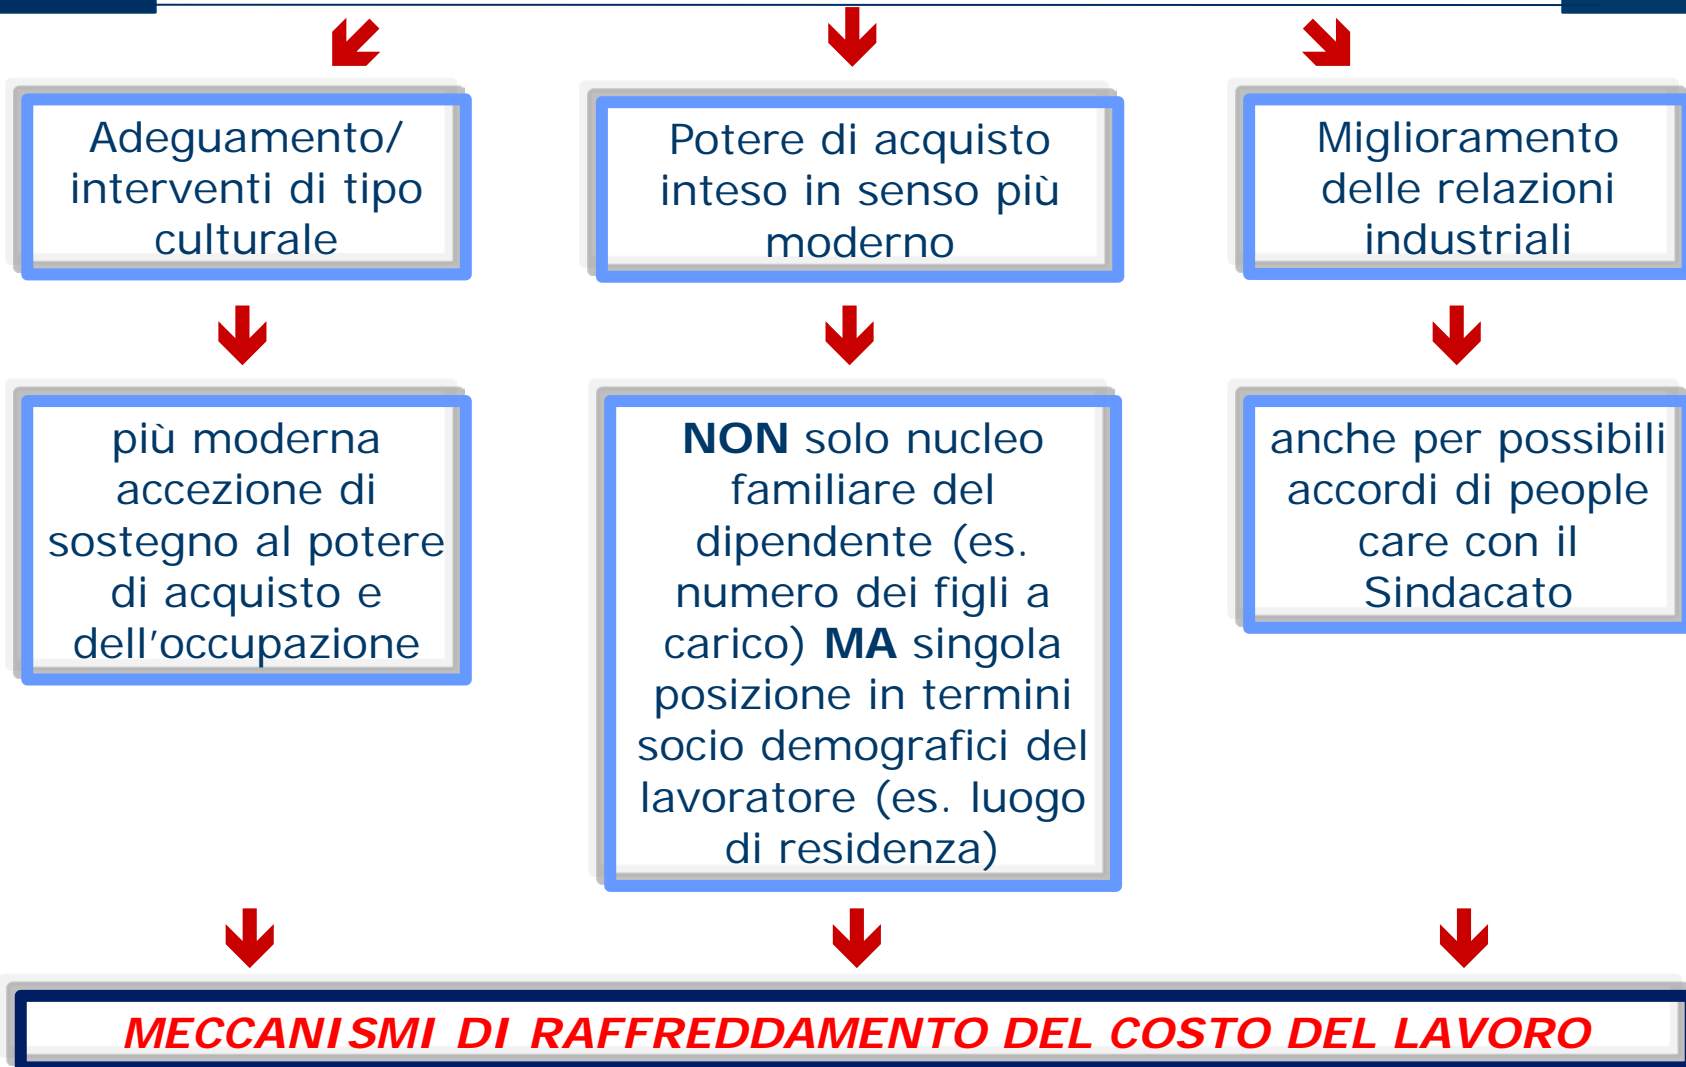 Adeguamento/
interventi di tipo
culturale
Potere di acquisto
inteso in senso più
moderno
Miglioramento
delle relazioni
industriali
più moderna
accezione di
sostegno al potere
di acquisto e
dell'occupazione
NON solo nucleo
familiare del
dipendente (es.
numero dei figli a
carico) MA singola
posizione in termini
socio demografici del
lavoratore (es. luogo
di residenza)
anche per possibili
accordi di people
care con il
Sindacato
MECCANISMI DI RAFFREDDAMENTO DEL COSTO DEL LAVORO